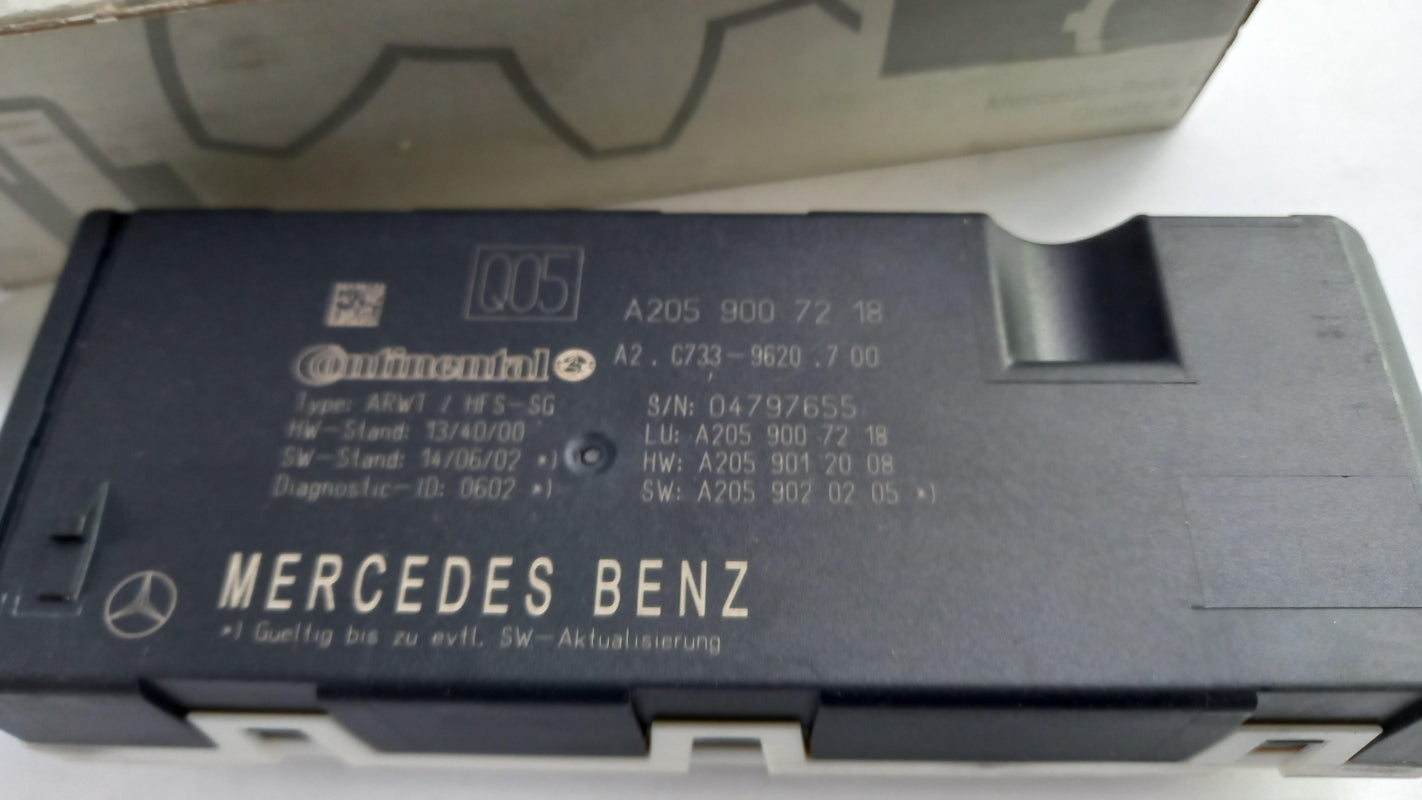 Q05
A205 900 72 18
Continental
A2.C733-9620.700
Type: ARWT / HFS-SG
S/N: 04797655
HW-Stand: 13/40/00
LU: A205 900 72 18
SW-Stand: 14/06/02 *)
HW: A205 901 20 08
Diagnostic-ID: 0602 *)
SW: A205 902 02 05 *)
MERCEDES BENZ
*) Gueltig bis zu evtl. SW-Aktualisierung